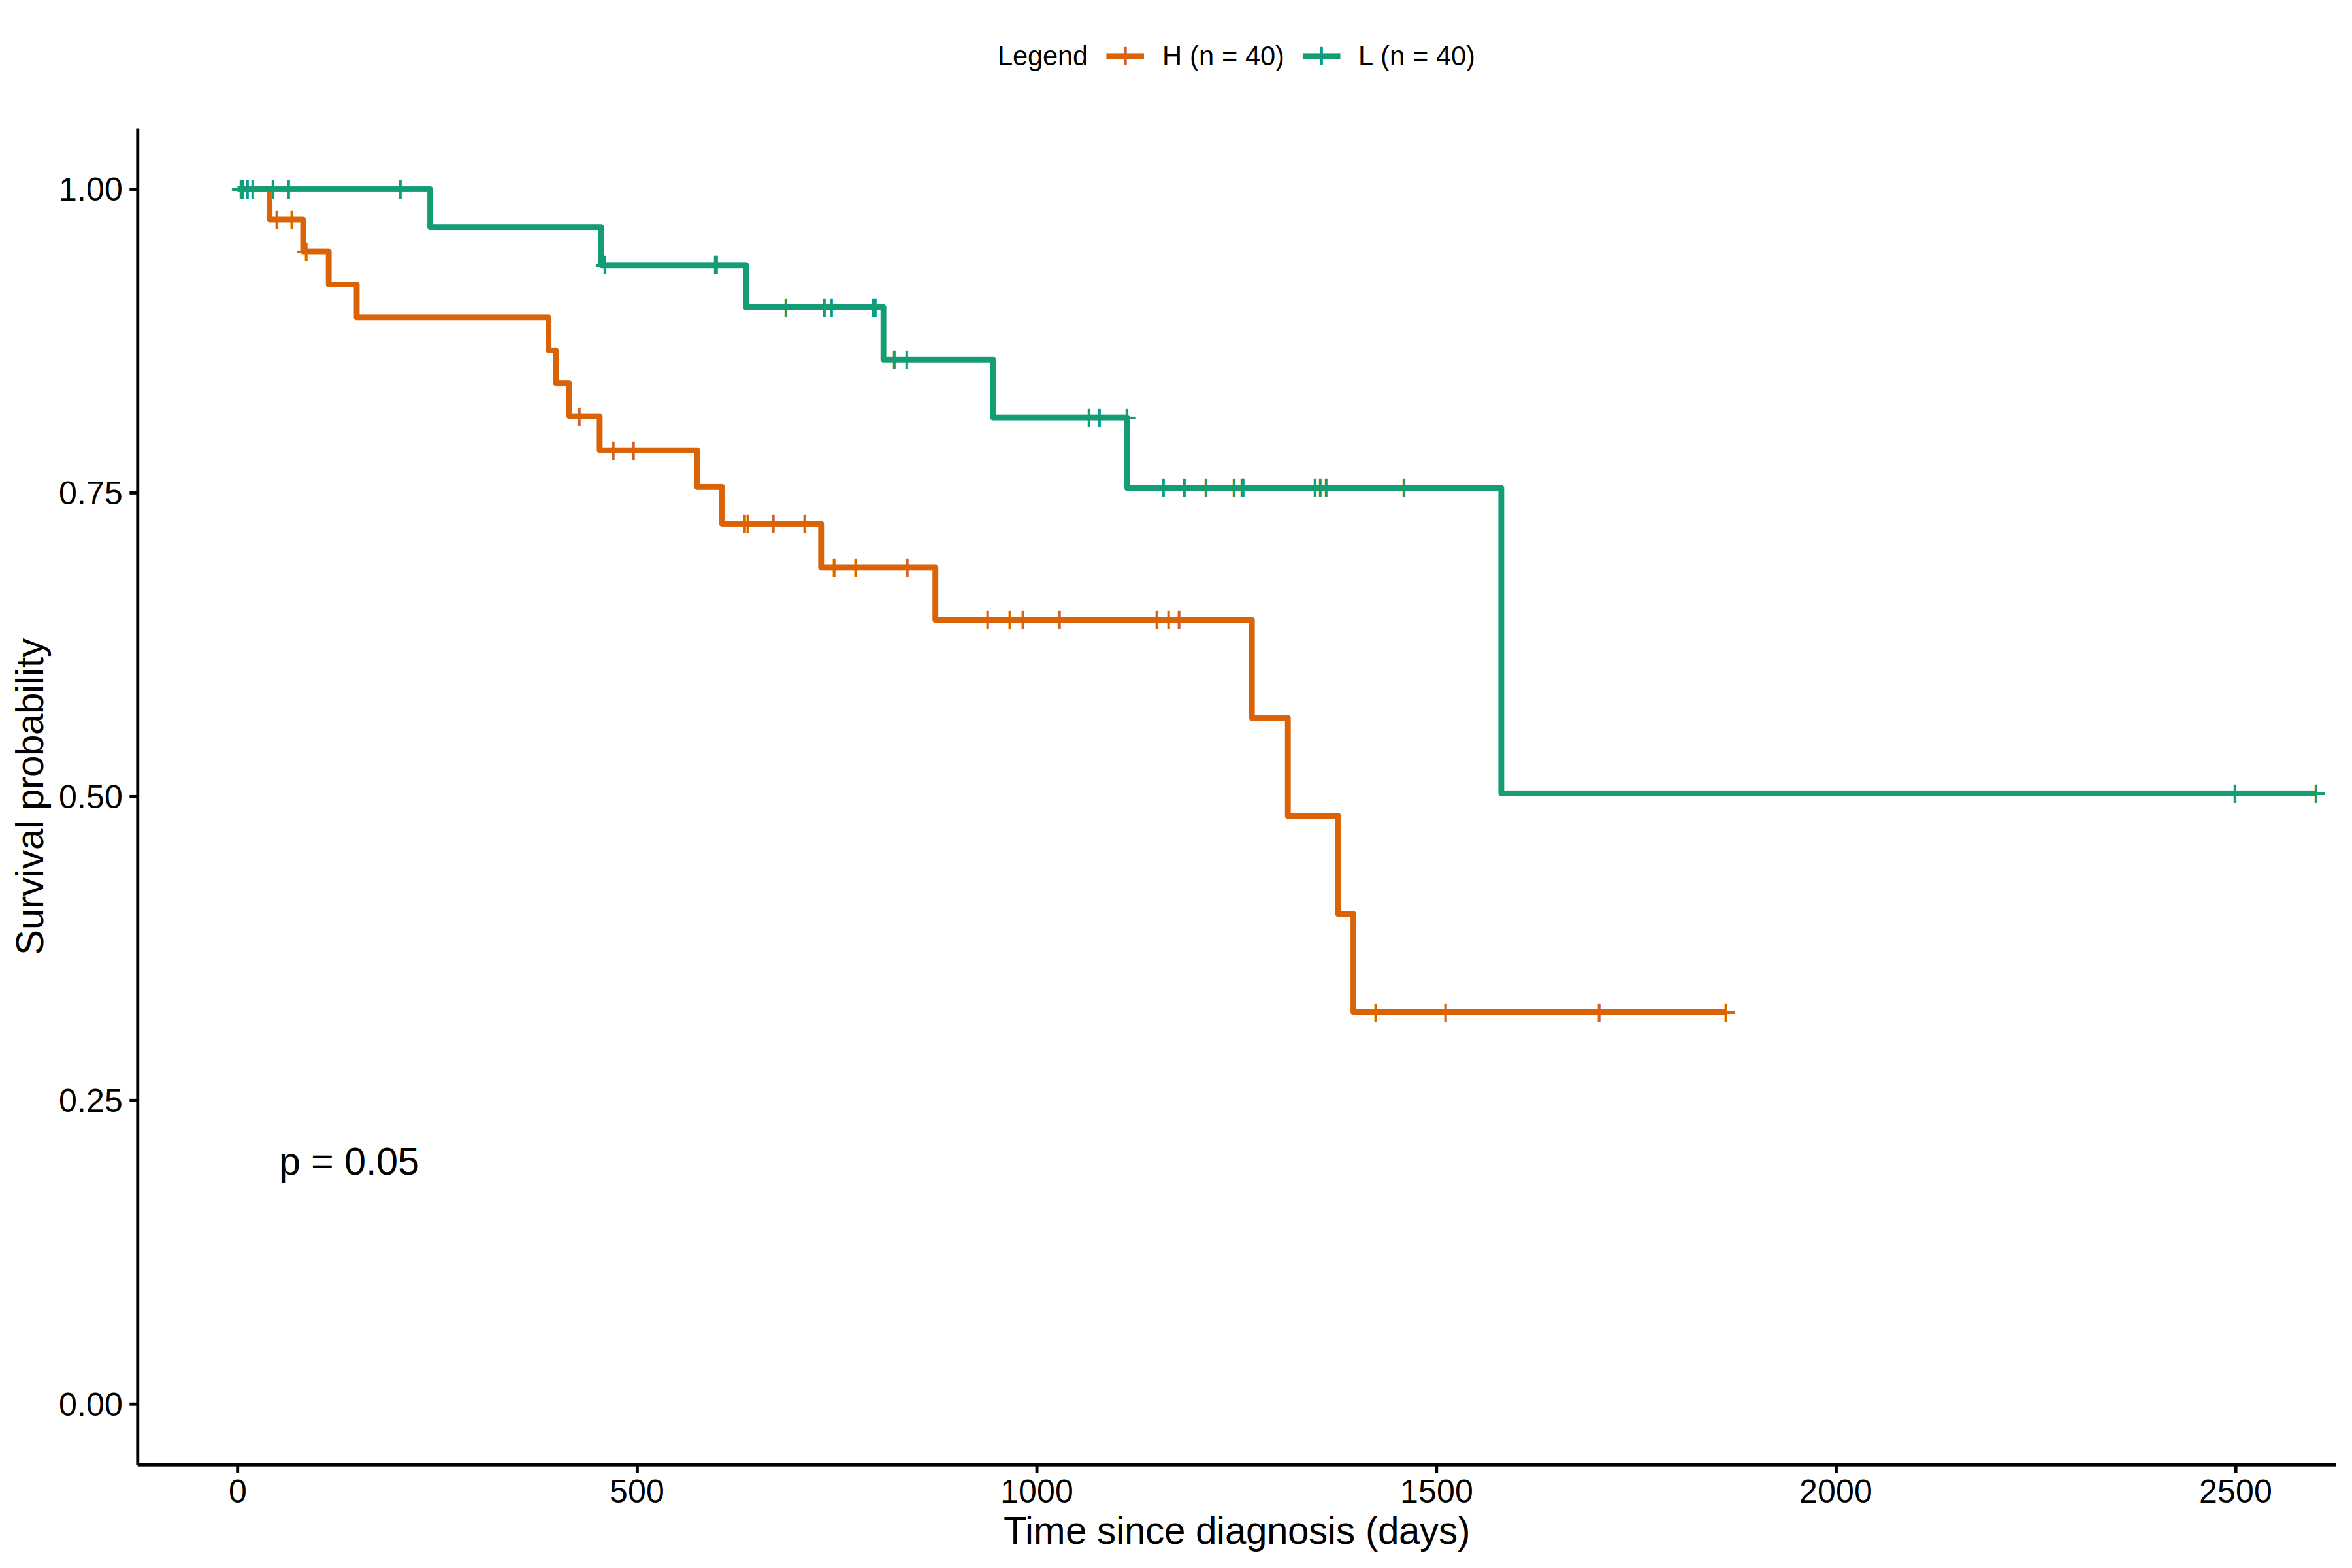 Legend H (n = 40) L (n = 40)
1.00
0.75
0.50
0.25
0.00
Survival probability
p = 0.05
0 500 1000 1500 2000 2500
Time since diagnosis (days)